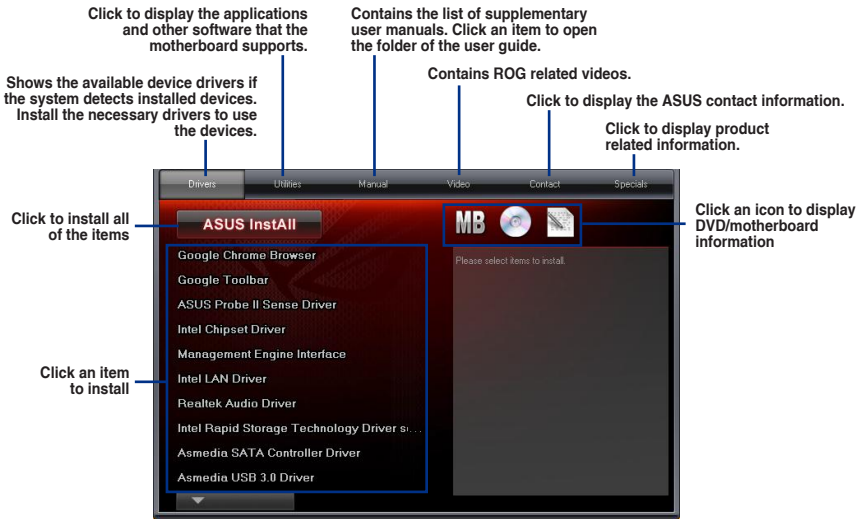 Click to display the applications
and other software that the
motherboard supports.
Contains the list of supplementary
user manuals. Click an item to open
the folder of the user guide.
Contains ROG related videos.
Shows the available device drivers if
the system detects installed devices.
Install the necessary drivers to use
the devices.
Click to display the ASUS contact information.
Click to display product
related information.
Drivers
Utilities
Manual
Video
Contact
Specials
Click to install all
of the items
ASUS InstAll
MB
Click an icon to display
DVD/motherboard
information
Google Chrome Browser
Google Toolbar
ASUS Probe II Sense Driver
Intel Chipset Driver
Management Engine Interface
Intel LAN Driver
Realtek Audio Driver
Intel Rapid Storage Technology Driver s...
Asmedia SATA Controller Driver
Asmedia USB 3.0 Driver
Please select items to install.
Click an item
to install